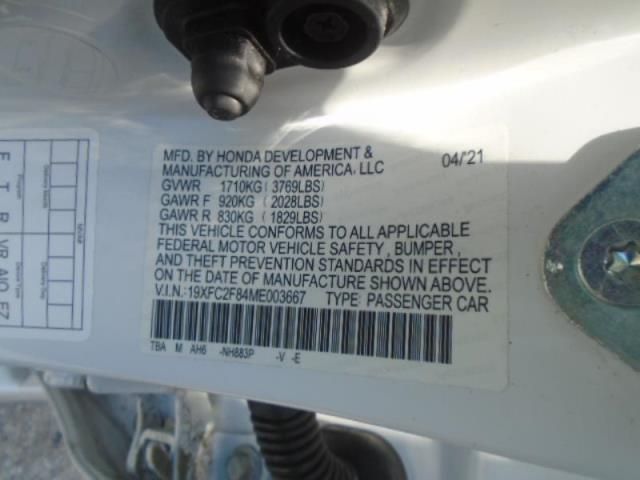 MFD. BY HONDA DEVELOPMENT &
MANUFACTURING OF AMERICA, LLC 04/'21
GVWR 1710KG(3769LBS)
GAWR F 920KG (2028LBS)
GAWR R 830KG (1829LBS)
THIS VEHICLE CONFORMS TO ALL APPLICABLE
FEDERAL MOTOR VEHICLE SAFETY, BUMPER,
AND THEFT PREVENTION STANDARDS IN EFFECT
ON THE DATE OF MANUFACTURE SHOWN ABOVE.
V.I.N.:19XFC2F84ME003667 TYPE: PASSENGER CAR
TBA M AH6 -NH883P -V -E